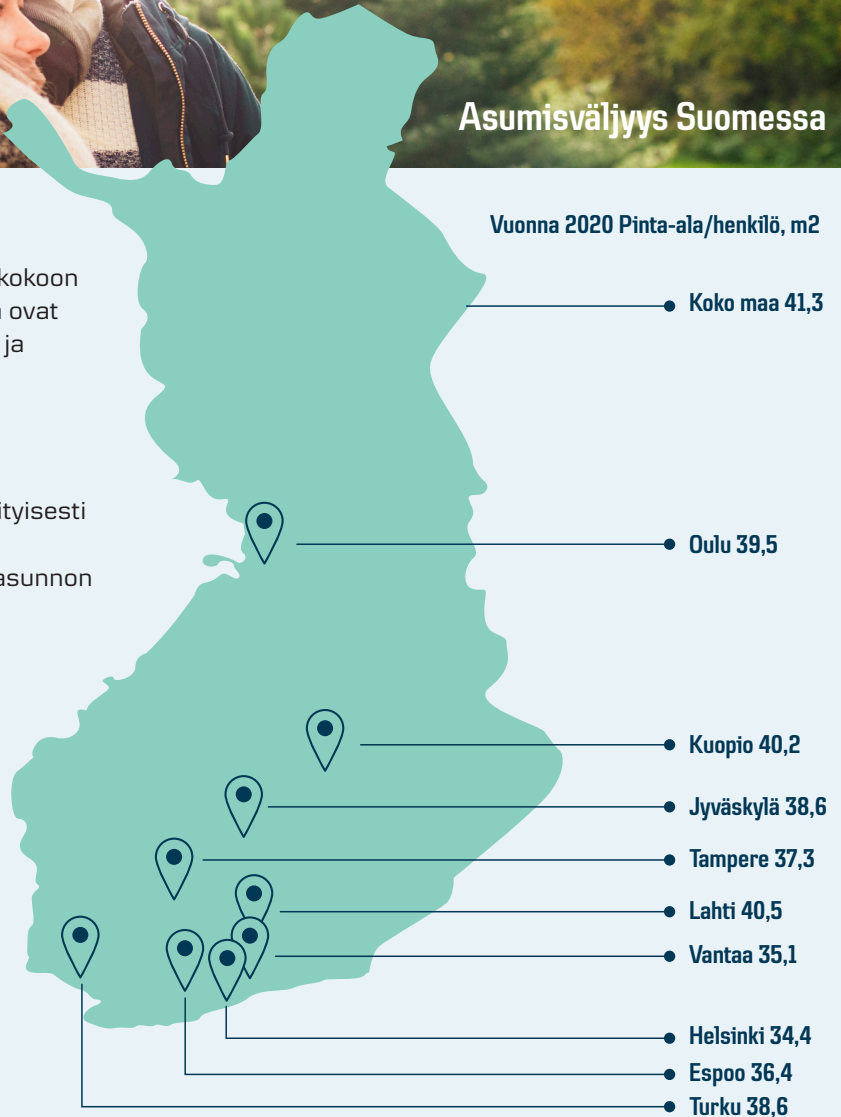 Asumisväljyys Suomessa
kokoon
ovat
ja
ityisesti
asunnon
Vuonna 2020 Pinta-ala/henkilö, m2
Koko maa 41,3
Oulu 39,5
Kuopio 40,2
Jyväskylä 38,6
Tampere 37,3
Lahti 40,5
Vantaa 35,1
Helsinki 34,4
Espoo 36,4
Turku 38,6